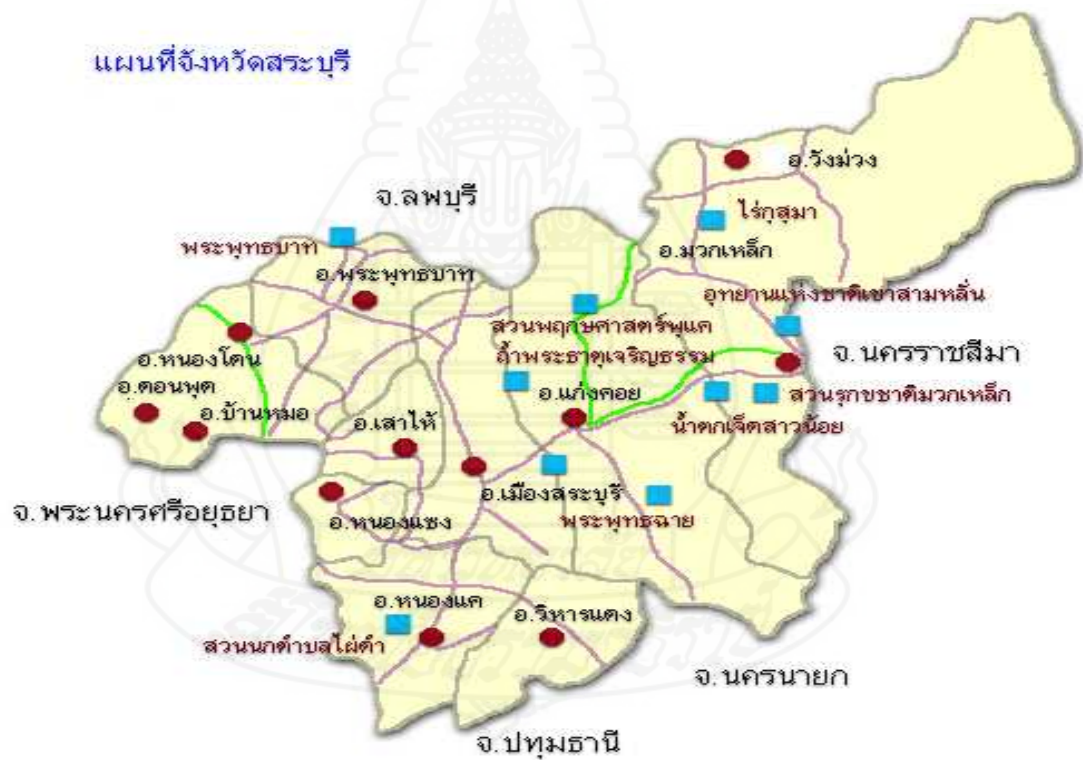 แผนที่จังหวัดสระบุรี
อ.วังม่วง
จ.ลพบุรี
ไร่กุสุมา
พระพุทธบาท
อ.มวกเหล็ก
อ.พระพุทธบาท
อุทยานแห่งชาติเขาสามหลั่น
สวนพฤกษศาสตร์พุแค
อ.หนองโดน
ถ้ำพระธาตุเจริญธรรม
จ.นครราชสีมา
อ.ดอนพุด
อ.แก่งคอย
สวนรุกขชาติมวกเหล็ก
อ.บ้านหมอ
อ.เสาไห้
น้ำตกเจ็ดสาวน้อย
อ.เมืองสระบุรี
จ.พระนครศรีอยุธยา
อ.หนองแซง
พระพุทธฉาย
อ.หนองแค
อ.วิหารแดง
สวนนกตำบลไผ่ต่ำ
จ.นครนายก
จ.ปทุมธานี